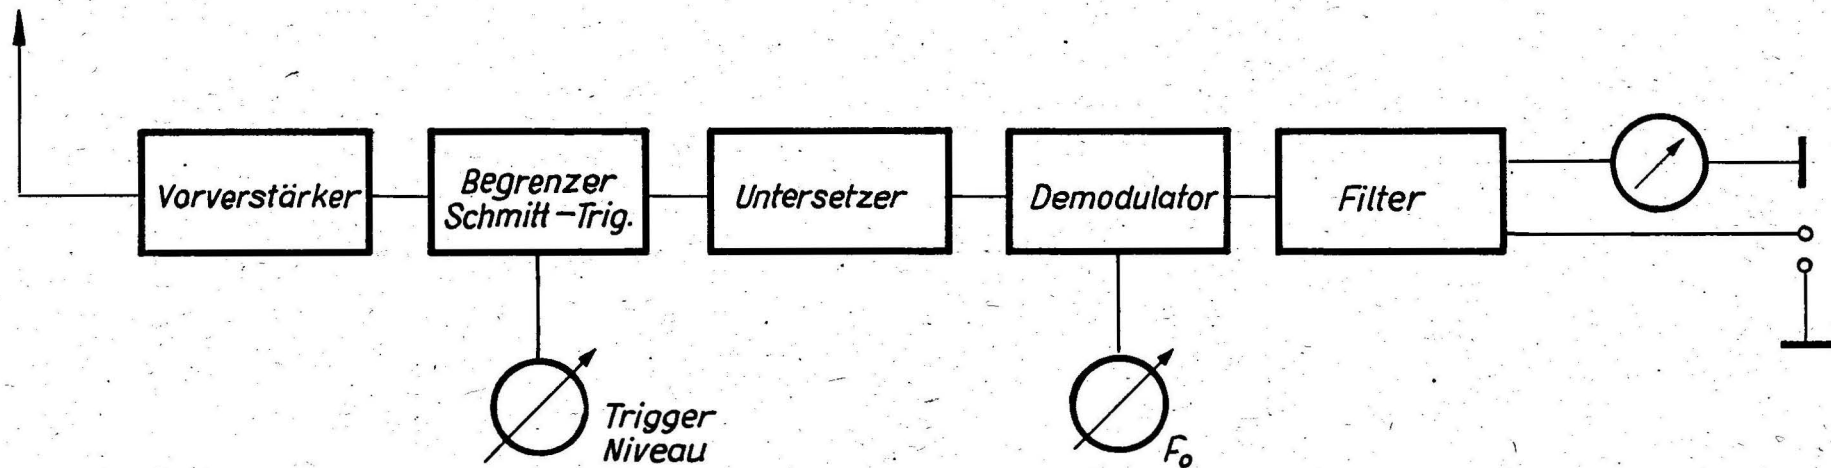 Vorverstärker
Begrenzer
Schmitt-Trig.
Untersetzer
Demodulator
Filter
Trigger
Niveau
F₀